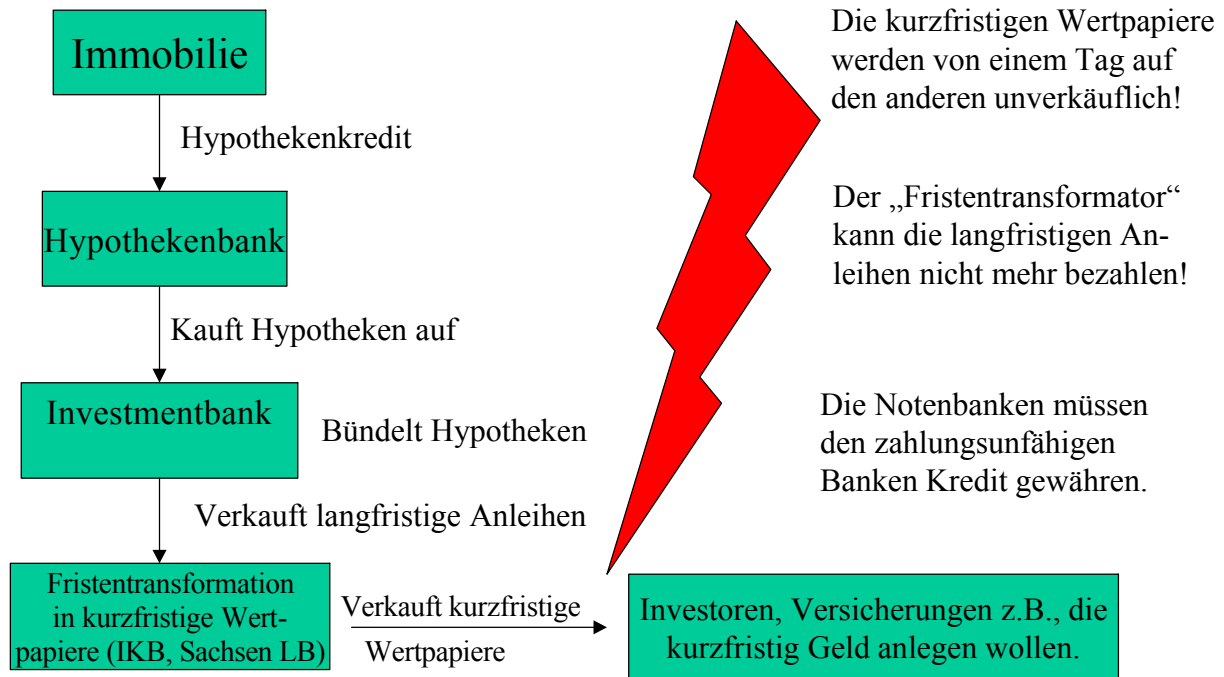 Immobilie
Hypothekenkredit
Hypothekenbank
Kauft Hypotheken auf
Investmentbank
Bündelt Hypotheken
Verkauft langfristige Anleihen
Fristentransformation
in kurzfristige Wert-
papiere (IKB, Sachsen LB)
Verkauft kurzfristige
Wertpapiere
Investoren, Versicherungen z.B., die
kurzfristig Geld anlegen wollen.
Die kurzfristigen Wertpapiere
werden von einem Tag auf
den anderen unverkäuflich!
Der „Fristentransformator“
kann die langfristigen An-
leihen nicht mehr bezahlen!
Die Notenbanken müssen
den zahlungsunfähigen
Banken Kredit gewähren.